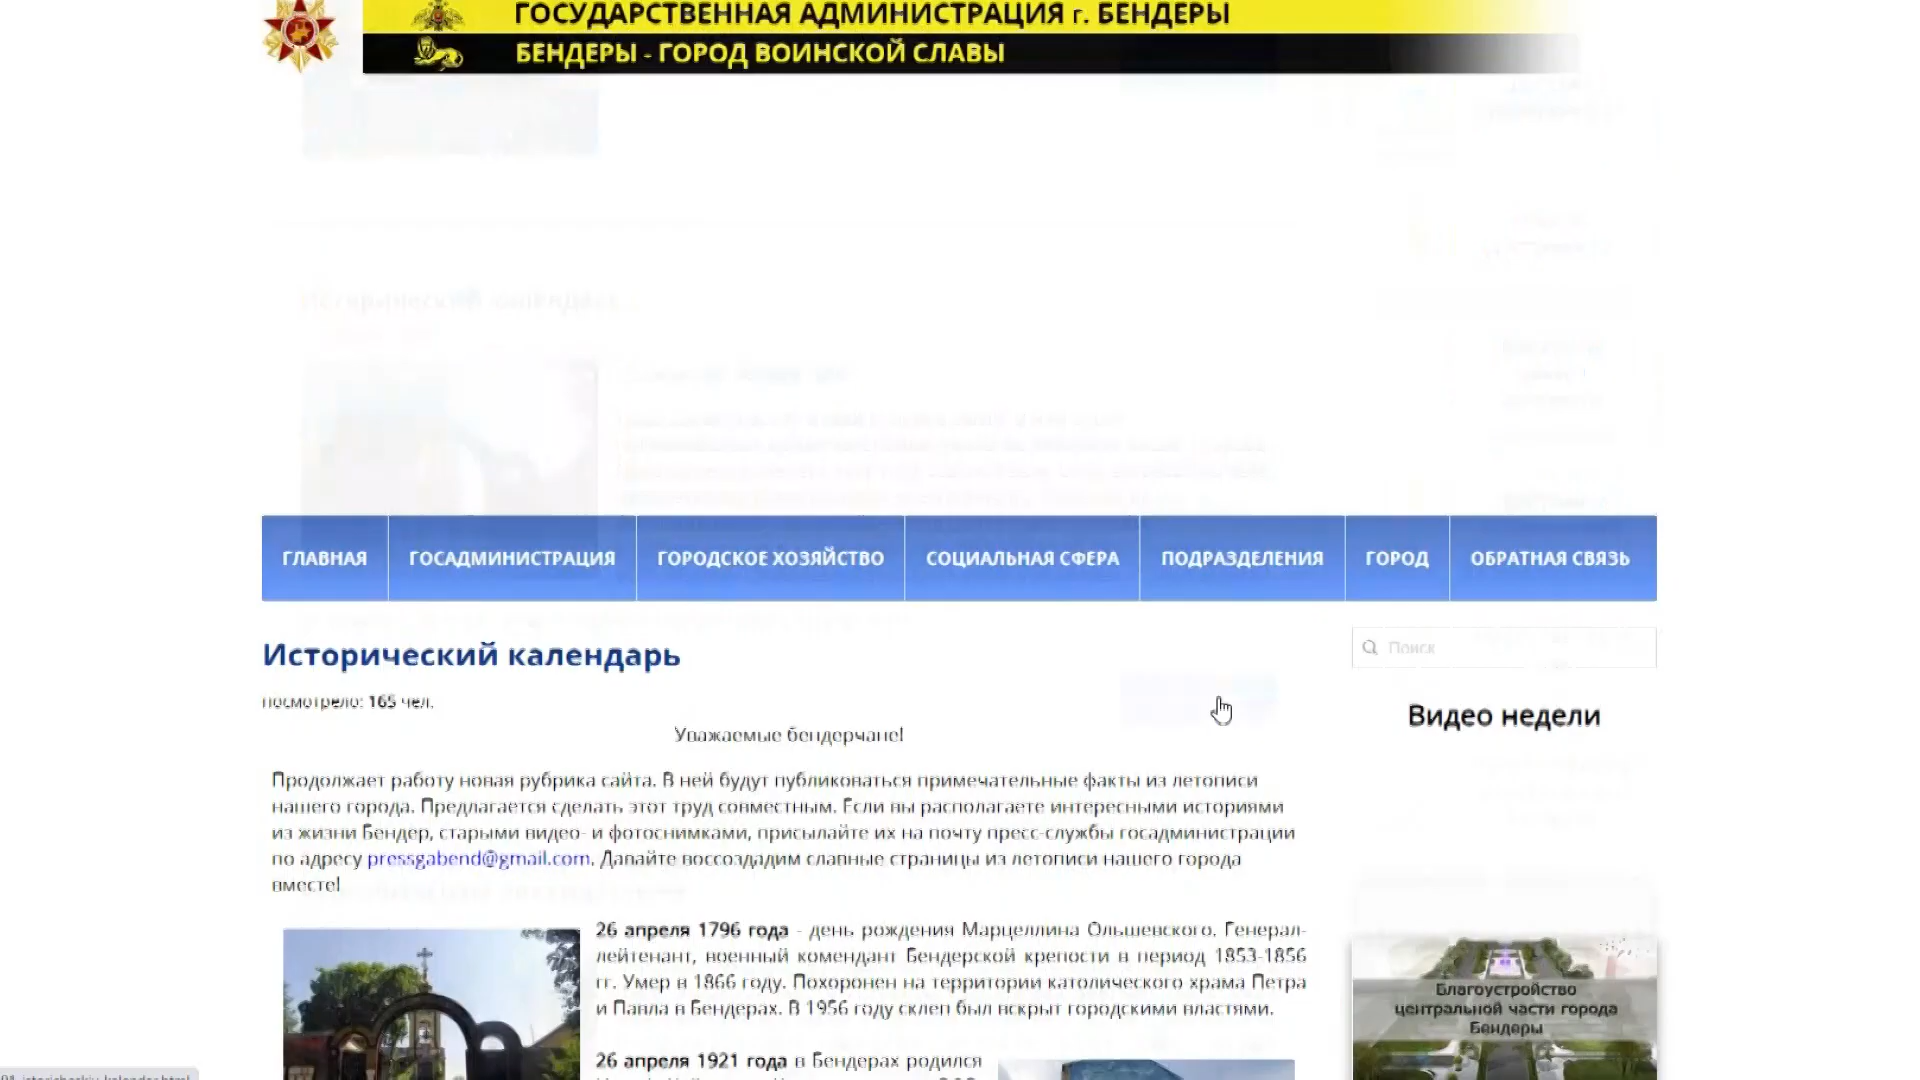 ГОСУДАРСТВЕННАЯ АДМИНИСТРАЦИЯ г. БЕНДЕРЫ
БЕНДЕРЫ - ГОРОД ВОИНСКОЙ СЛАВЫ
ГЛАВНАЯ ГОСАДМИНИСТРАЦИЯ ГОРОДСКОЕ ХОЗЯЙСТВО СОЦИАЛЬНАЯ СФЕРА ПОДРАЗДЕЛЕНИЯ ГОРОД ОБРАТНАЯ СВЯЗЬ
Исторический календарь
посмотрело: 165 чел.
Уважаемые бендерчане!
Продолжает работу новая рубрика сайта. В ней будут публиковаться примечательные факты из летописи
нашего города. Предлагается сделать этот труд совместным. Если вы располагаете интересными историями
из жизни Бендер, старыми видео- и фотоснимками, присылайте их на почту пресс-службы госадминистрации
по адресу pressgabend@gmail.com. Давайте воссоздадим славные страницы из летописи нашего города
вместе!
26 апреля 1796 года - день рождения Марцеллина Ольшевского. Генерал-
лейтенант, военный комендант Бендерской крепости в период 1853-1856
гг. Умер в 1866 году. Похоронен на территории католического храма Петра
и Павла в Бендерах. В 1956 году склеп был вскрыт городскими властями.
26 апреля 1921 года в Бендерах родился
Поиск
Видео недели
Благоустройство
центральной части города
Бендеры